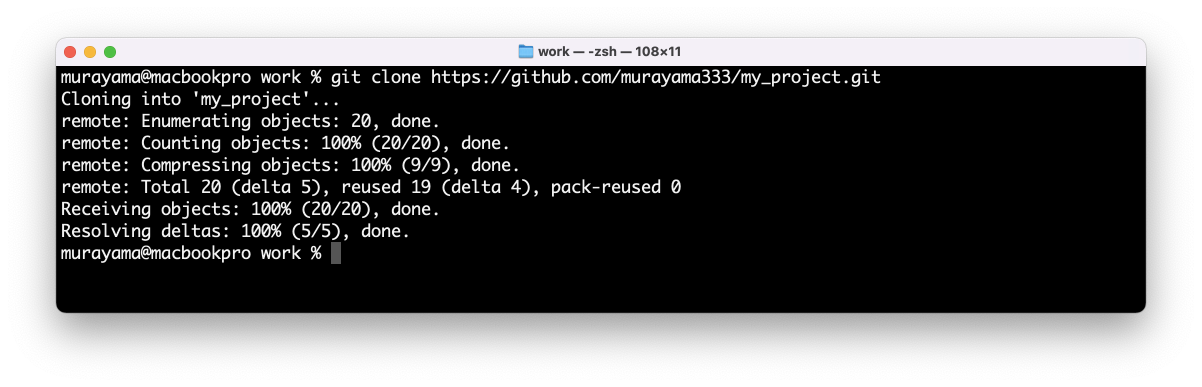 work — -zsh — 108×11
murayama@macbookpro work % git clone https://github.com/murayama333/my_project.git
Cloning into 'my_project'...
remote: Enumerating objects: 20, done.
remote: Counting objects: 100% (20/20), done.
remote: Compressing objects: 100% (9/9), done.
remote: Total 20 (delta 5), reused 19 (delta 4), pack-reused 0
Receiving objects: 100% (20/20), done.
Resolving deltas: 100% (5/5), done.
murayama@macbookpro work %